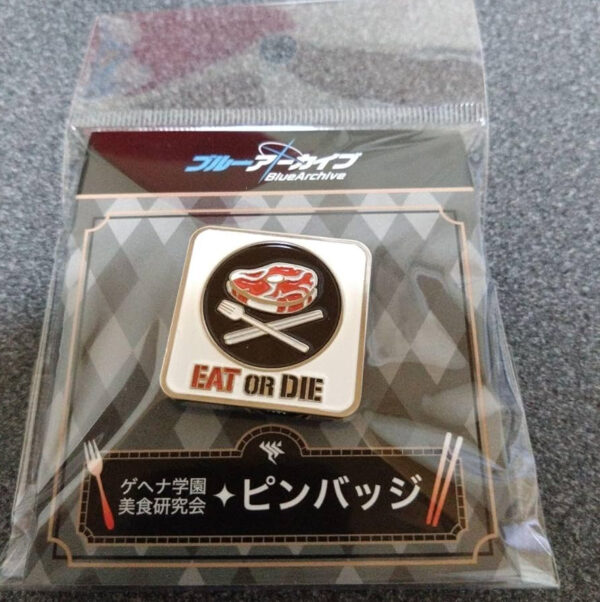 ブルーアーカイブ
BlueArchive
EAT OR DIE
ゲヘナ学園
美食研究会
ピンバッジ